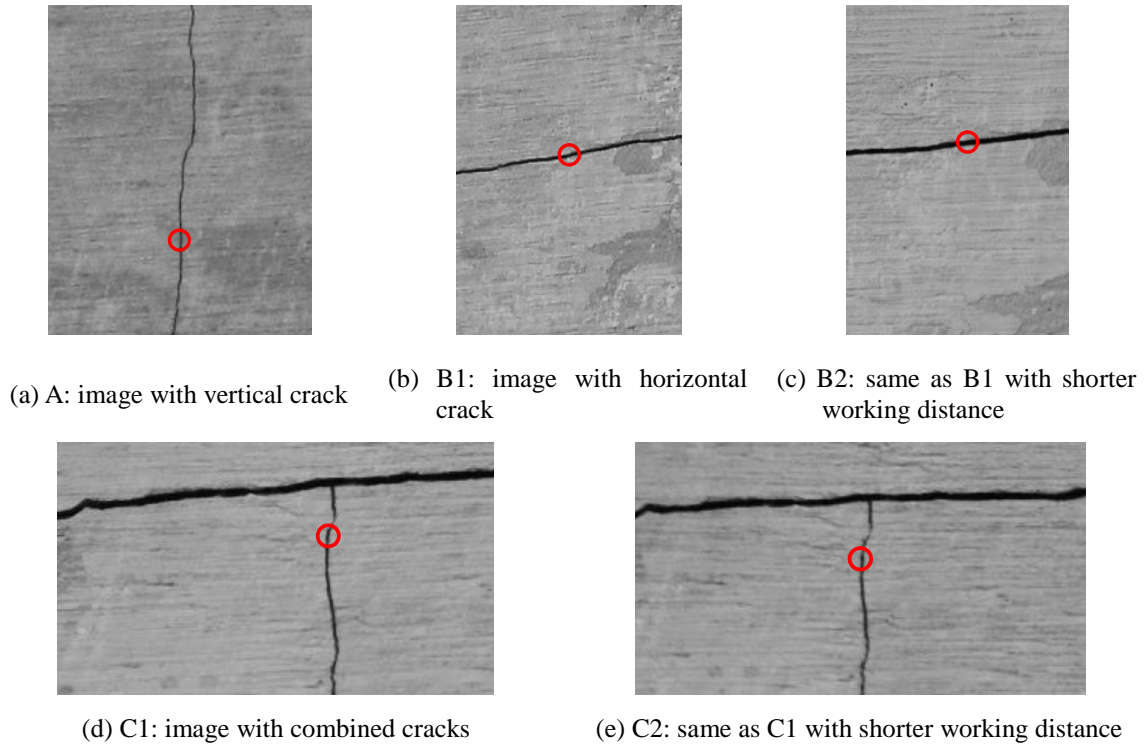 (a) A: image with vertical crack
(b) B1: image with horizontal
crack
(c) B2: same as B1 with shorter
working distance
(d) C1: image with combined cracks
(e) C2: same as C1 with shorter working distance